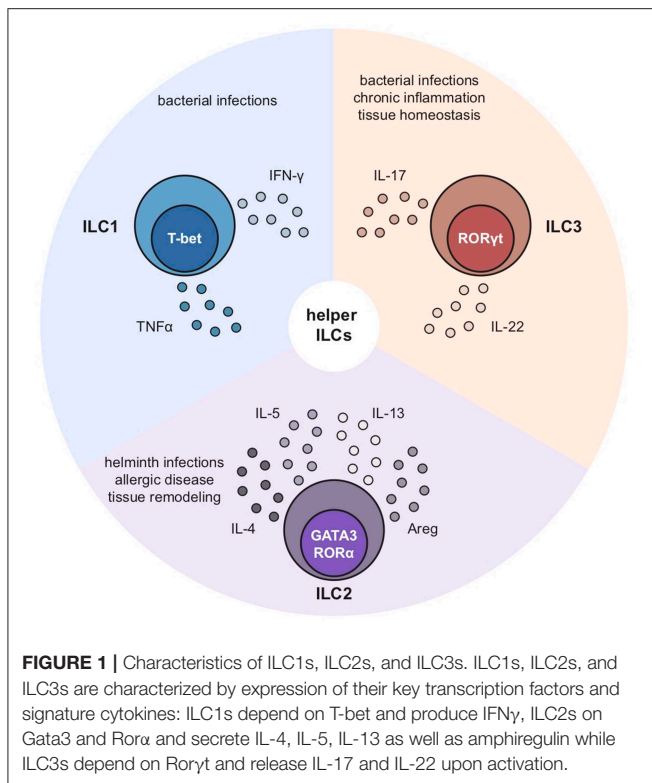 bacterial infections
bacterial infections
chronic inflammation
tissue homeostasis
IFN-γ
IL-17
ILC1
T-bet
RORγt
ILC3
TNFα
helper
ILCs
IL-22
IL-5
IL-13
helminth infections
allergic disease
tissue remodeling
IL-4
Areg
GATA3
RORα
ILC2
FIGURE 1 | Characteristics of ILC1s, ILC2s, and ILC3s. ILC1s, ILC2s, and
ILC3s are characterized by expression of their key transcription factors and
signature cytokines: ILC1s depend on T-bet and produce IFNγ, ILC2s on
Gata3 and Rorα and secrete IL-4, IL-5, IL-13 as well as amphiregulin while
ILC3s depend on Rorγt and release IL-17 and IL-22 upon activation.